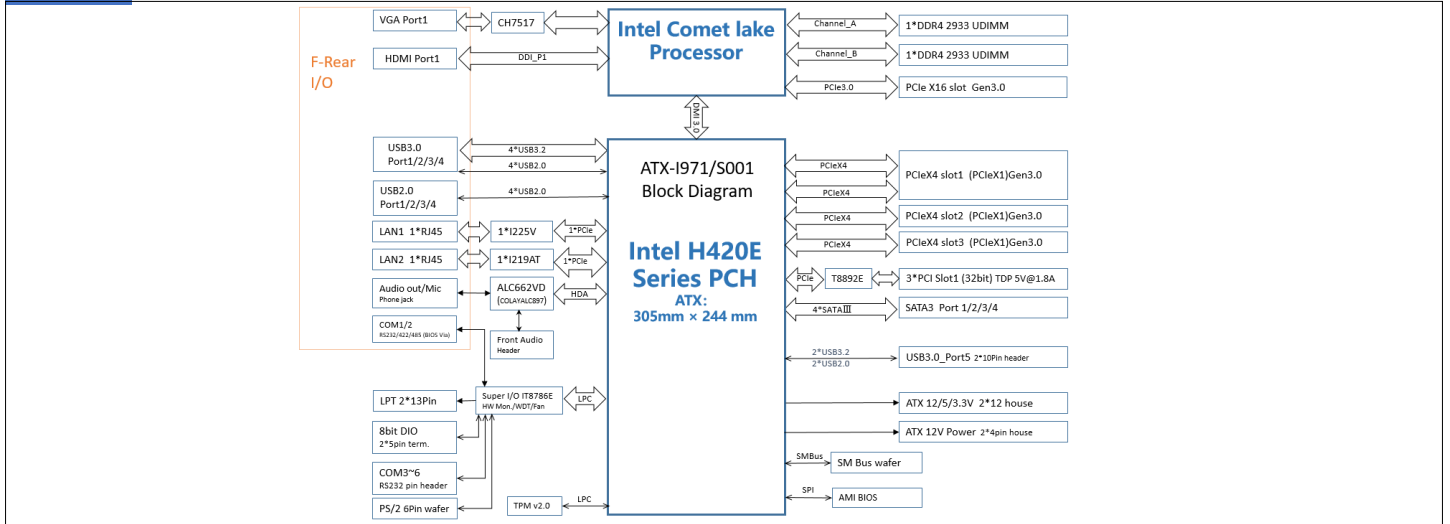 F-Rear
I/O
VGA Port1
CH7517
HDMI Port1
DDI_P1
Intel Comet lake
Processor
Channel_A
1*DDR4 2933 UDIMM
Channel_B
1*DDR4 2933 UDIMM
PCIe3.0
PCIe X16 slot Gen3.0
DMI 3.0
USB3.0
Port1/2/3/4
4*USB3.2
4*USB2.0
USB2.0
Port1/2/3/4
4*USB2.0
LAN1 1*RJ45
1*I225V
1*PCIe
LAN2 1*RJ45
1*I219AT
1*PCIe
Audio out/Mic
Phone jack
ALC662VD
(COLAYALC897)
HDA
COM1/2
RS232/422/485 (BIOS Via)
Front Audio
Header
ATX-I971/S001
Block Diagram
Intel H420E
Series PCH
ATX:
305mm × 244 mm
PCIeX4
PCIeX4
PCIeX4 slot1 (PCIeX1)Gen3.0
PCIeX4
PCIeX4 slot2 (PCIeX1)Gen3.0
PCIeX4
PCIeX4 slot3 (PCIeX1)Gen3.0
PCIe
T8892E
3*PCI Slot1 (32bit) TDP 5V@1.8A
4*SATAⅢ
SATA3 Port 1/2/3/4
2*USB3.2
2*USB2.0
USB3.0_Port5 2*10Pin header
LPT 2*13Pin
Super I/O IT8786E
HW Mon./WDT/Fan
LPC
ATX 12/5/3.3V 2*12 house
8bit DIO
2*5pin term.
ATX 12V Power 2*4pin house
COM3~6
RS232 pin header
SMBus
SM Bus wafer
PS/2 6Pin wafer
TPM v2.0
LPC
SPI
AMI BIOS